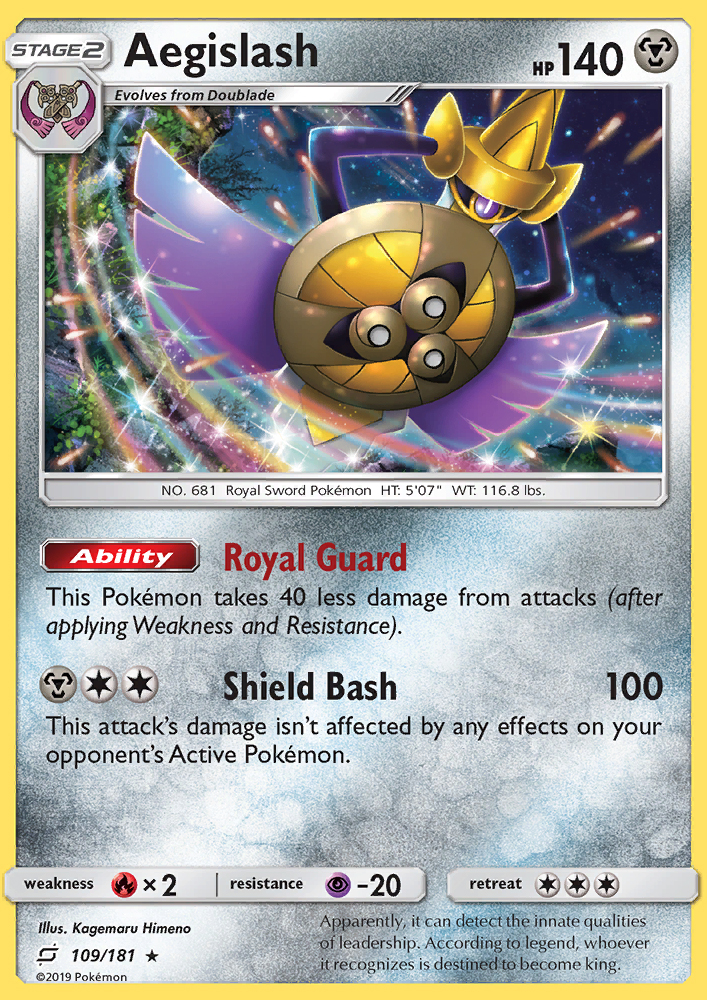 STAGE2
Aegislash
HP 140
Evolves from Doublade
NO. 681 Royal Sword Pokémon HT: 5'07" WT: 116.8 lbs.
Ability Royal Guard
This Pokémon takes 40 less damage from attacks (after
applying Weakness and Resistance).
Shield Bash 100
This attack's damage isn't affected by any effects on your
opponent's Active Pokémon.
weakness ×2 resistance -20 retreat
Illus. Kagemaru Himeno
109/181 ★
©2019 Pokémon
Apparently, it can detect the innate qualities
of leadership. According to legend, whoever
it recognizes is destined to become king.